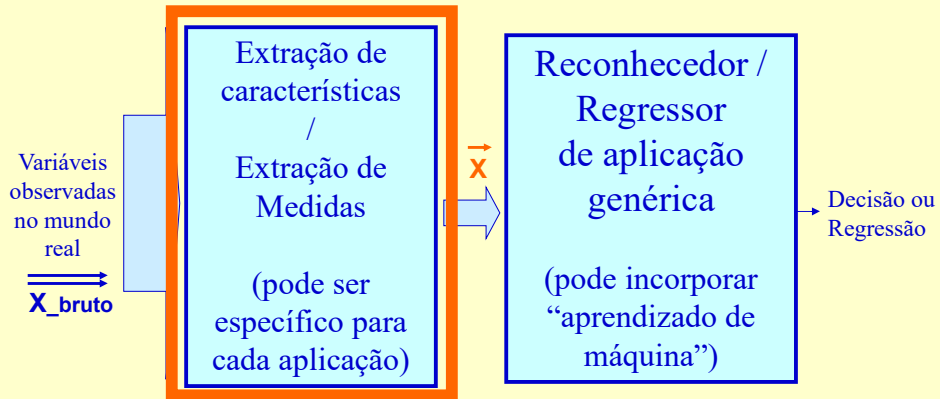 Variáveis
observadas
no mundo
real
X_bruto
Extração de
características
/
Extração de
Medidas
(pode ser
específico para
cada aplicação)
X
Reconhecedor /
Regressor
de aplicação
genérica
(pode incorporar
“aprendizado de
máquina”)
Decisão ou
Regressão